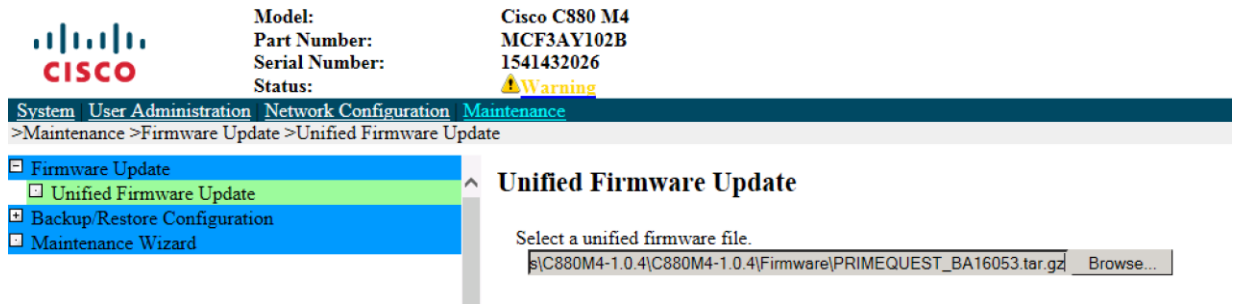 CISCO
Model: Cisco C880 M4
Part Number: MCF3AY102B
Serial Number: 1541432026
Status: Warning
System | User Administration | Network Configuration | Maintenance
>Maintenance >Firmware Update >Unified Firmware Update
Firmware Update
Unified Firmware Update
Backup/Restore Configuration
Maintenance Wizard
Unified Firmware Update
Select a unified firmware file.
s\C880M4-1.0.4\C880M4-1.0.4\Firmware\PRIMEQUEST_BA16053.tar.gz Browse...